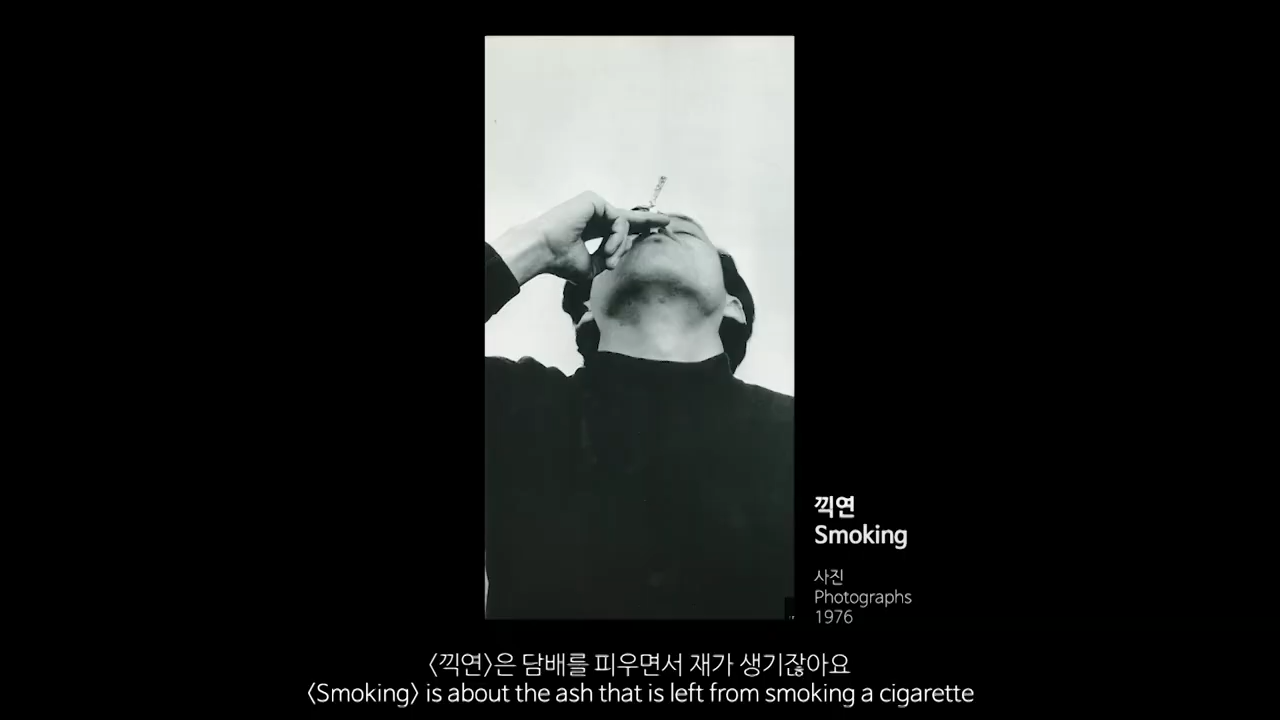 끽연
Smoking
사진
Photographs
1976
〈끽연〉은 담배를 피우면서 재가 생기잖아요
〈Smoking〉 is about the ash that is left from smoking a cigarette